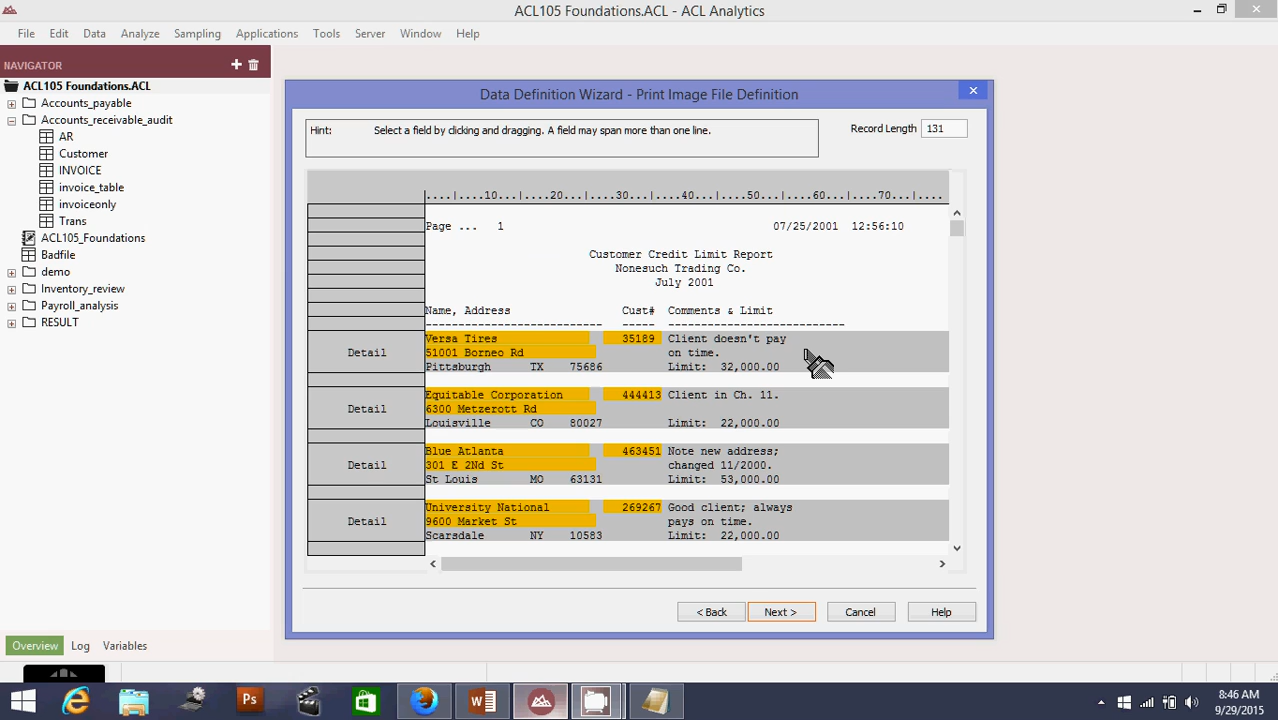 ACL105 Foundations.ACL - ACL Analytics
File Edit Data Analyze Sampling Applications Tools Server Window Help
NAVIGATOR
ACL105 Foundations.ACL
Accounts_payable
Accounts_receivable_audit
AR
Customer
INVOICE
invoice_table
invoiceonly
Trans
ACL105_Foundations
Badfile
demo
Inventory_review
Payroll_analysis
RESULT
Data Definition Wizard - Print Image File Definition
Hint: Select a field by clicking and dragging. A field may span more than one line.
Record Length 131
|....|...10...|...20...|...30...|...40...|...50...|...60...|...70...|....
Page ... 1 07/25/2001 12:56:10
Customer Credit Limit Report
Nonesuch Trading Co.
July 2001
Name, Address Cust# Comments & Limit
--------------------------- ----- ---------------------------
Versa Tires 35189 Client doesn't pay
Detail 51001 Borneo Rd on time.
Pittsburgh TX 75686 Limit: 32,000.00
Equitable Corporation 444413 Client in Ch. 11.
Detail 6300 Metzerott Rd
Louisville CO 80027 Limit: 22,000.00
Blue Atlanta 463451 Note new address;
Detail 301 E 2Nd St changed 11/2000.
St Louis MO 63131 Limit: 53,000.00
University National 269267 Good client; always
Detail 9600 Market St pays on time.
Scarsdale NY 10583 Limit: 22,000.00
< Back Next > Cancel Help
Overview Log Variables
Ps
8:46 AM
9/29/2015